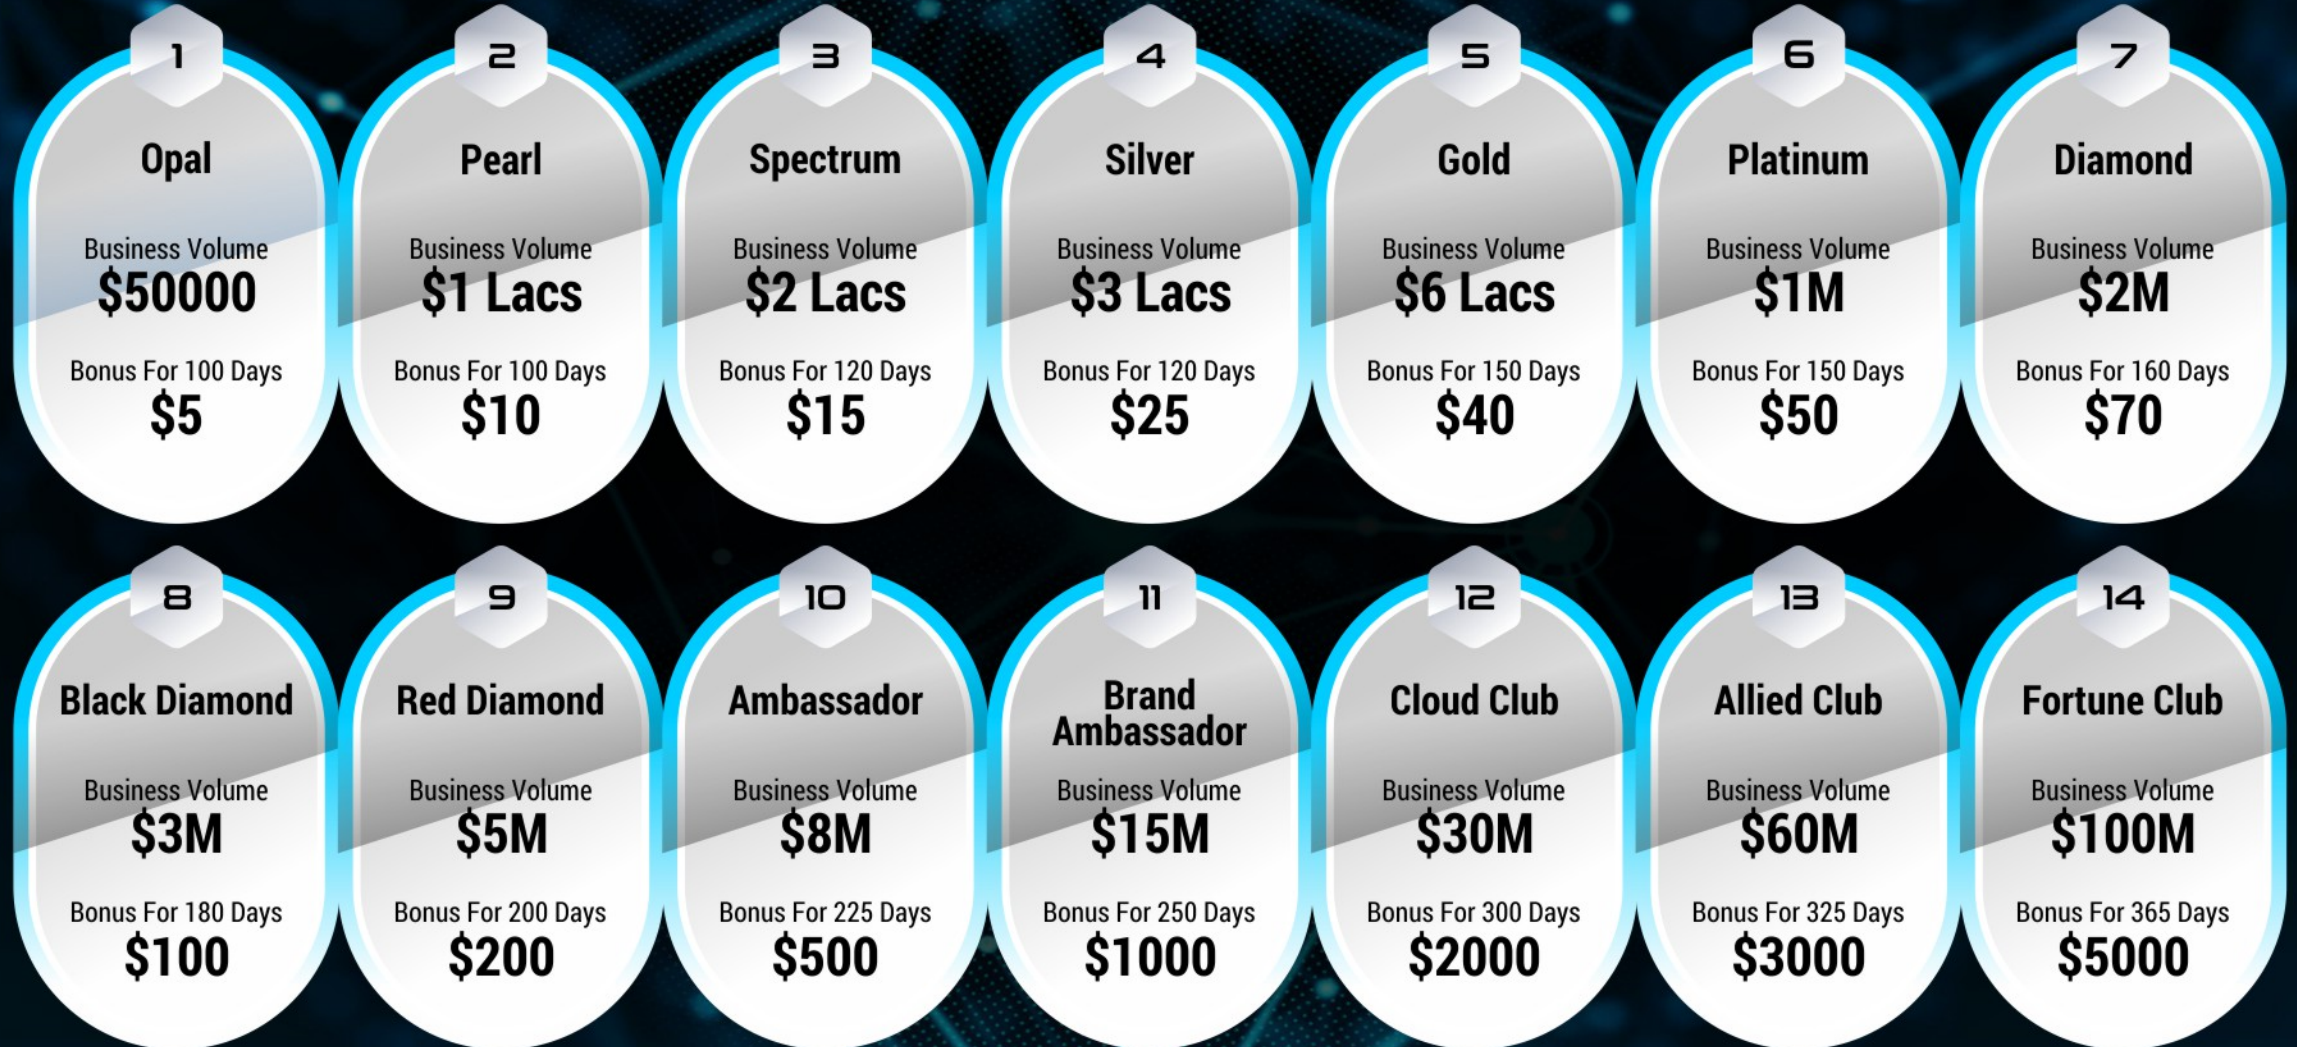 1
Opal
Business Volume
$50000
Bonus For 100 Days
$5
2
Pearl
Business Volume
$1 Lacs
Bonus For 100 Days
$10
3
Spectrum
Business Volume
$2 Lacs
Bonus For 120 Days
$15
4
Silver
Business Volume
$3 Lacs
Bonus For 120 Days
$25
5
Gold
Business Volume
$6 Lacs
Bonus For 150 Days
$40
6
Platinum
Business Volume
$1M
Bonus For 150 Days
$50
7
Diamond
Business Volume
$2M
Bonus For 160 Days
$70
8
Black Diamond
Business Volume
$3M
Bonus For 180 Days
$100
9
Red Diamond
Business Volume
$5M
Bonus For 200 Days
$200
10
Ambassador
Business Volume
$8M
Bonus For 225 Days
$500
11
Brand
Ambassador
Business Volume
$15M
Bonus For 250 Days
$1000
12
Cloud Club
Business Volume
$30M
Bonus For 300 Days
$2000
13
Allied Club
Business Volume
$60M
Bonus For 325 Days
$3000
14
Fortune Club
Business Volume
$100M
Bonus For 365 Days
$5000